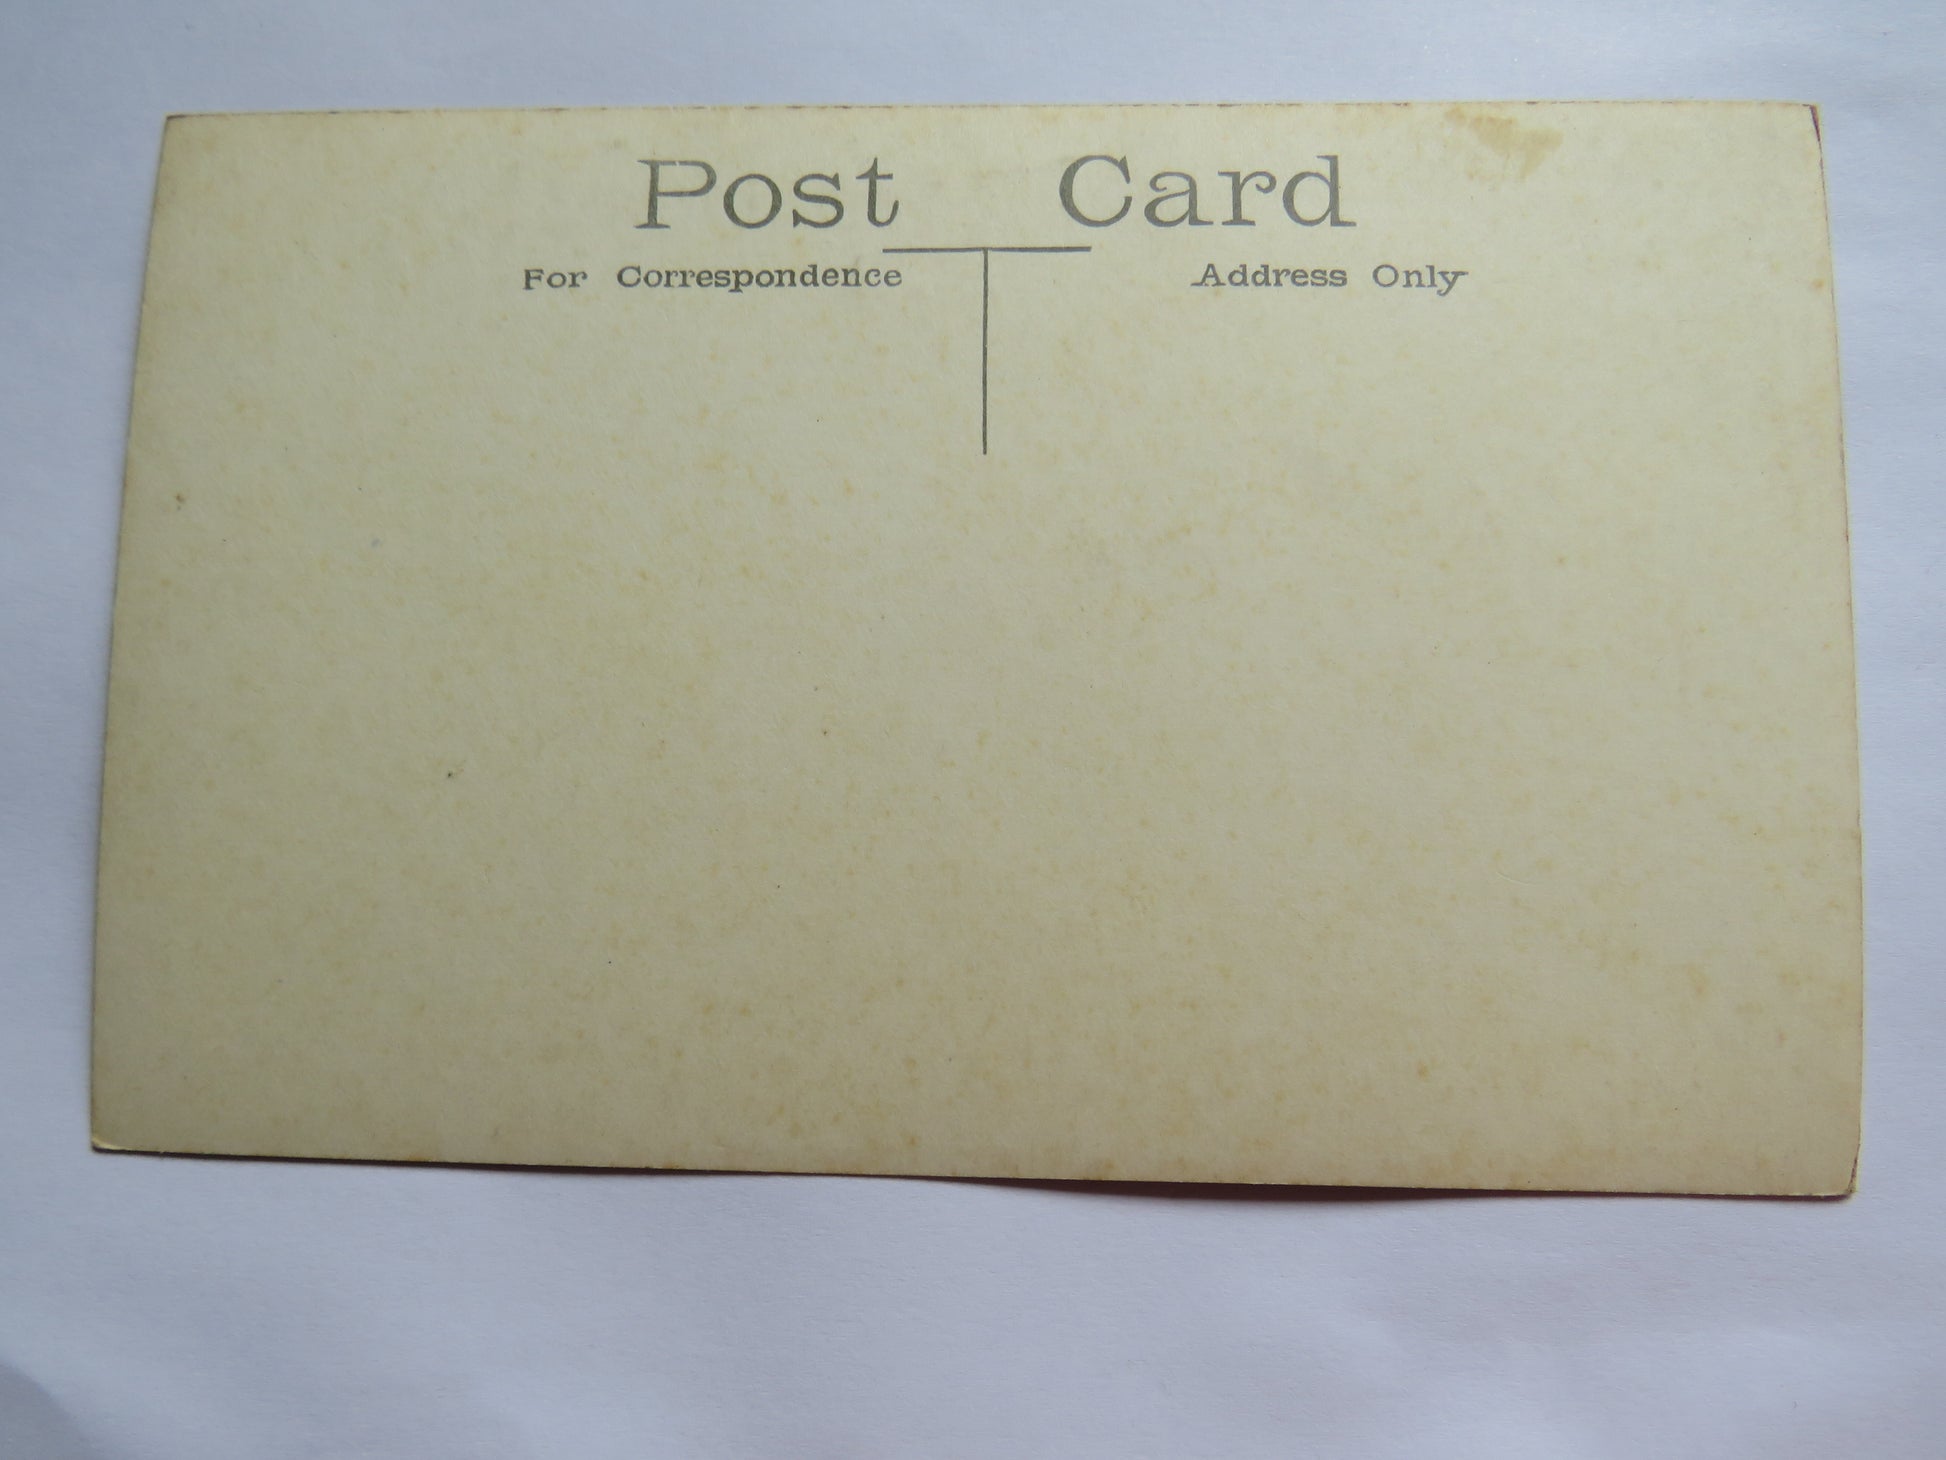 Post Card
For Correspondence
Address Only